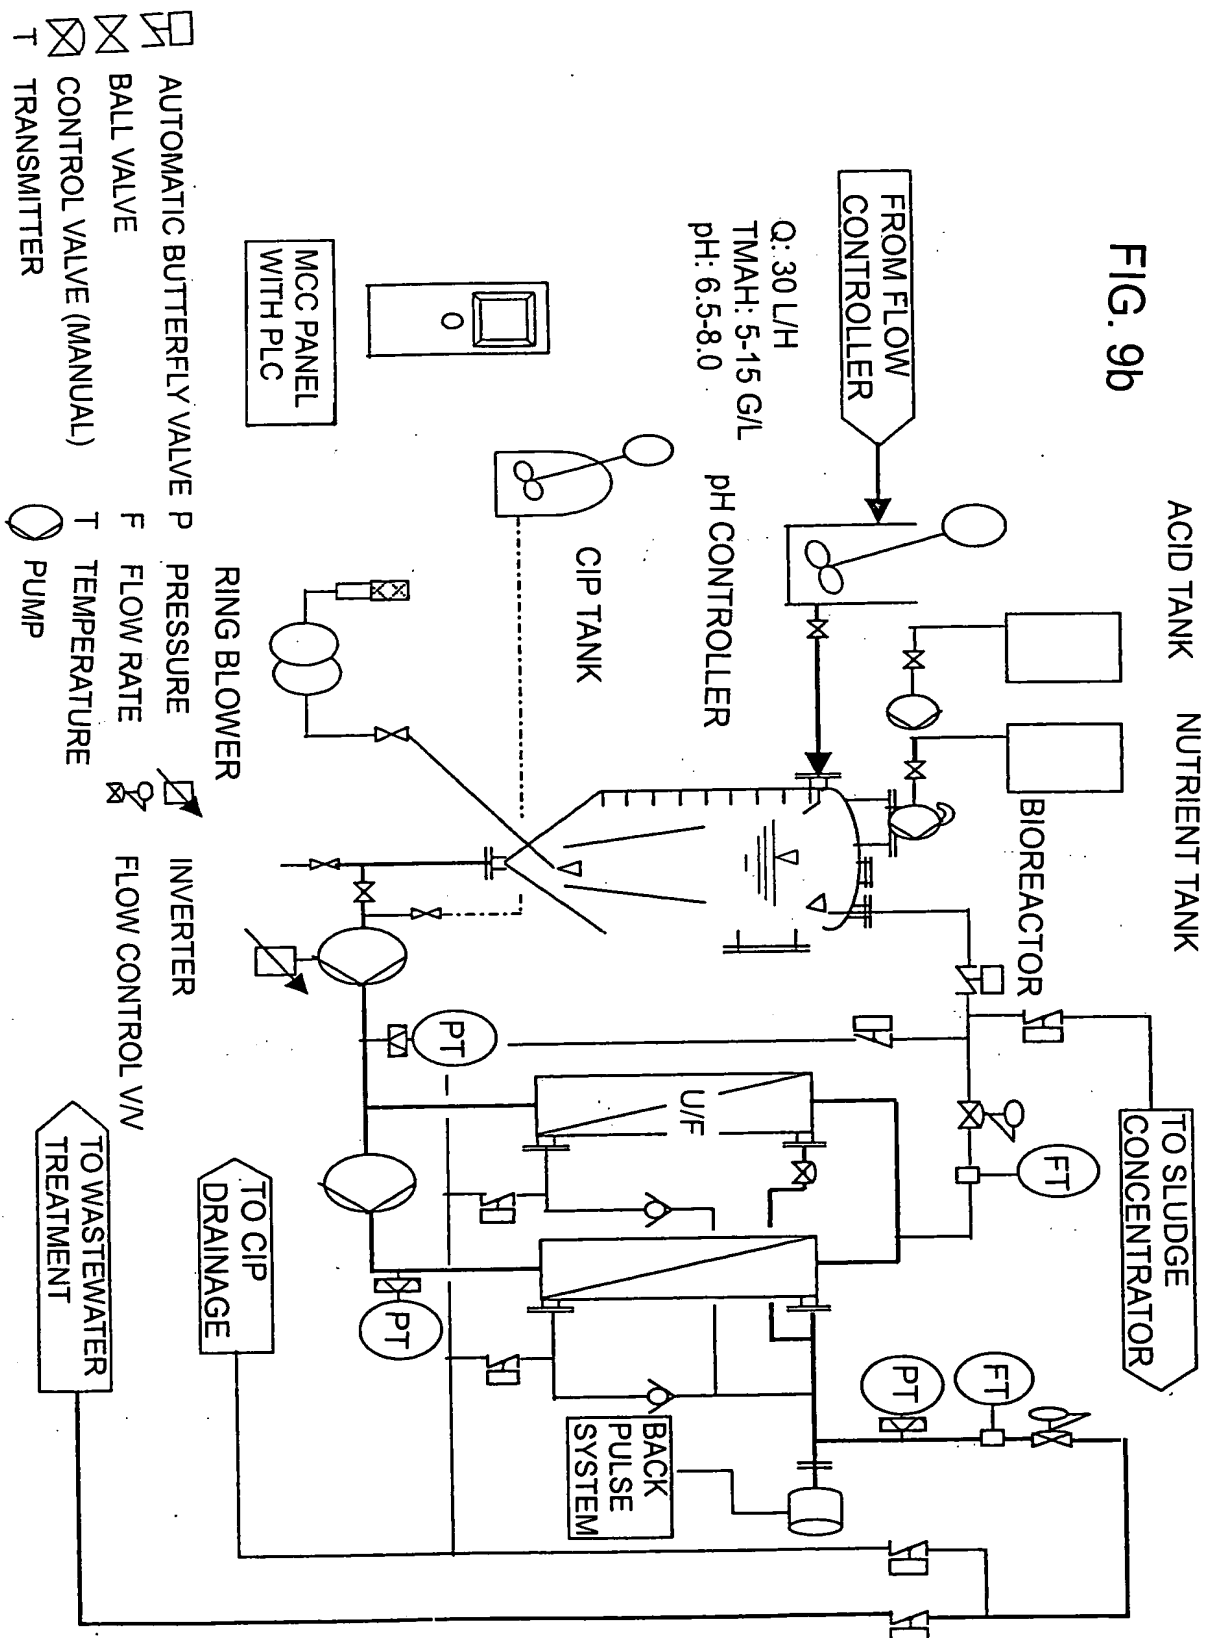 FIG. 9b
ACID TANK
NUTRIENT TANK
FROM FLOW
CONTROLLER
Q: 30 L/H
TMAH: 5-15 G/L
pH: 6.5-8.0
pH CONTROLLER
BIOREACTOR
TO SLUDGE
CONCENTRATOR
FT
FT
PT
U/F
PT
PT
BACK
PULSE
SYSTEM
CIP TANK
MCC PANEL
WITH PLC
RING BLOWER
TO CIP
DRAINAGE
TO WASTEWATER
TREATMENT
AUTOMATIC BUTTERFLY VALVE
BALL VALVE
CONTROL VALVE (MANUAL)
T TRANSMITTER
P PRESSURE
F FLOW RATE
T TEMPERATURE
PUMP
INVERTER
FLOW CONTROL V/V